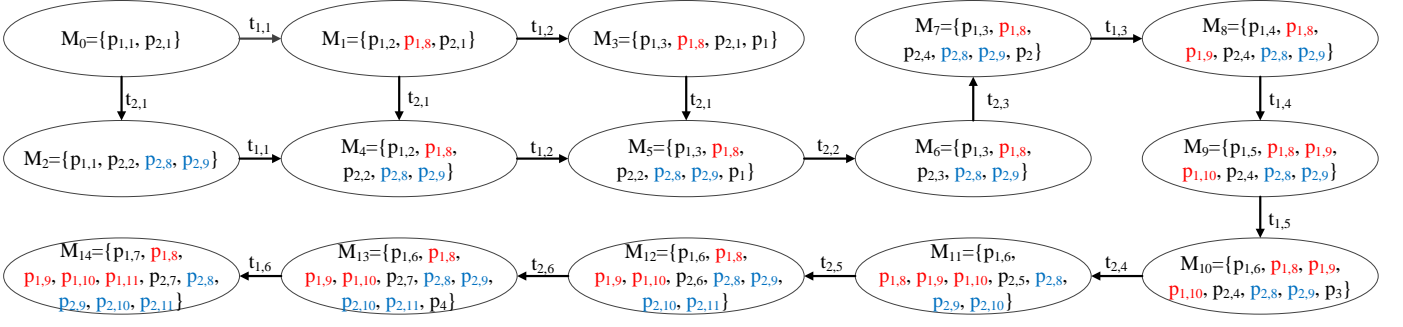 t₁,₁
t₁,₂
t₁,₃
M₀={p₁,₁, p₂,₁}
M₁={p₁,₂, p₁,₈, p₂,₁}
M₃={p₁,₃, p₁,₈, p₂,₁, p₁}
M₇={p₁,₃, p₁,₈,
p₂,₄, p₂,₈, p₂,₉, p₂}
M₈={p₁,₄, p₁,₈,
p₁,₉, p₂,₄, p₂,₈, p₂,₉}
t₂,₁
t₂,₁
t₂,₁
t₂,₃
t₁,₄
M₂={p₁,₁, p₂,₂, p₂,₈, p₂,₉}
t₁,₁
M₄={p₁,₂, p₁,₈,
p₂,₂, p₂,₈, p₂,₉}
t₁,₂
M₅={p₁,₃, p₁,₈,
p₂,₂, p₂,₈, p₂,₉, p₁}
t₂,₂
M₆={p₁,₃, p₁,₈,
p₂,₃, p₂,₈, p₂,₉}
M₉={p₁,₅, p₁,₈, p₁,₉,
p₁,₁₀, p₂,₄, p₂,₈, p₂,₉}
t₁,₅
M₁₄={p₁,₇, p₁,₈,
p₁,₉, p₁,₁₀, p₁,₁₁, p₂,₇, p₂,₈,
p₂,₉, p₂,₁₀, p₂,₁₁}
t₁,₆
M₁₃={p₁,₆, p₁,₈,
p₁,₉, p₁,₁₀, p₂,₇, p₂,₈, p₂,₉,
p₂,₁₀, p₂,₁₁, p₄}
t₂,₆
M₁₂={p₁,₆, p₁,₈,
p₁,₉, p₁,₁₀, p₂,₆, p₂,₈, p₂,₉,
p₂,₁₀, p₂,₁₁}
t₂,₅
M₁₁={p₁,₆,
p₁,₈, p₁,₉, p₁,₁₀, p₂,₅, p₂,₈,
p₂,₉, p₂,₁₀}
t₂,₄
M₁₀={p₁,₆, p₁,₈, p₁,₉,
p₁,₁₀, p₂,₄, p₂,₈, p₂,₉, p₃}